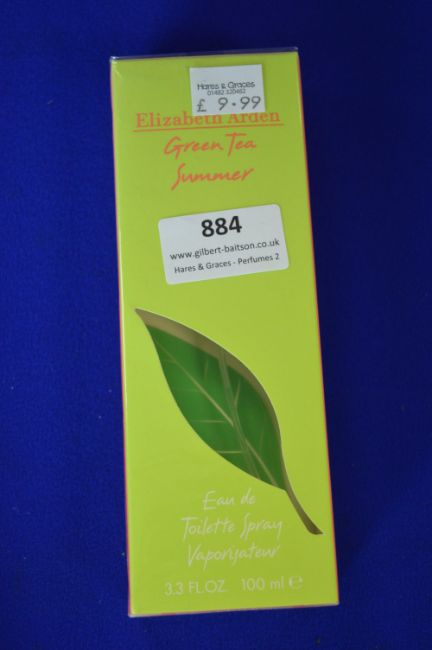 Hares & Graces
01482 320482
£ 9.99
Elizabeth Arden
Green Tea
Summer
884
www.gilbert-baitson.co.uk
Hares & Graces - Perfumes 2
Eau de
Toilette Spray
Vaporisateur
3.3 FL.OZ. 100 ml ℮